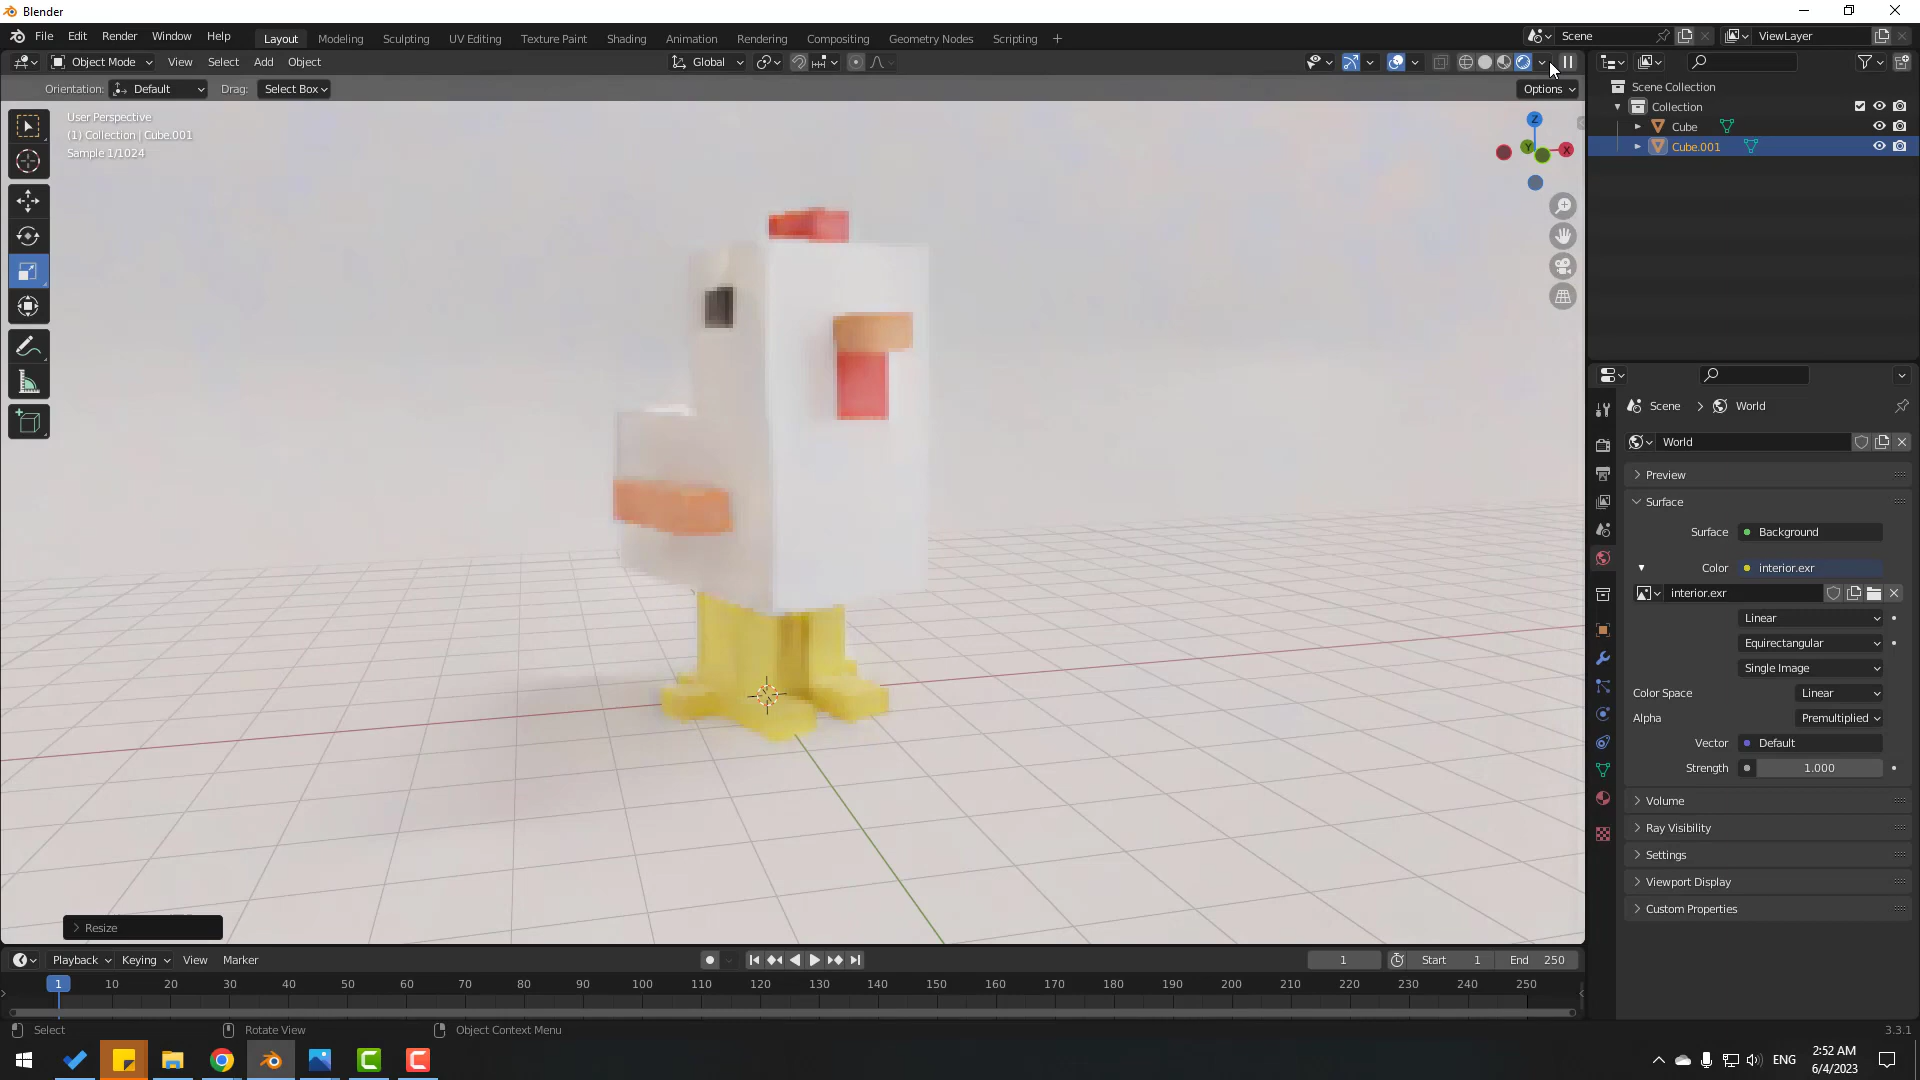 Blender
File Edit Render Window Help Layout Modeling Sculpting UV Editing Texture Paint Shading Animation Rendering Compositing Geometry Nodes Scripting + Scene ViewLayer
Object Mode View Select Add Object Global
Orientation: Default Drag: Select Box Options
User Perspective
(1) Collection | Cube.001
Sample 1/1024
Z
Y
X
Scene Collection
Collection
Cube
Cube.001
Scene > World
World
Preview
Surface
Surface Background
Color interior.exr
interior.exr
Linear
Equirectangular
Single Image
Color Space Linear
Alpha Premultiplied
Vector Default
Strength 1.000
Volume
Ray Visibility
Settings
Viewport Display
Custom Properties
> Resize
Playback Keying View Marker 1 Start 1 End 250
1 10 20 30 40 50 60 70 80 90 100 110 120 130 140 150 160 170 180 190 200 210 220 230 240 250
Select Rotate View Object Context Menu 3.3.1
ENG
2:52 AM
6/4/2023